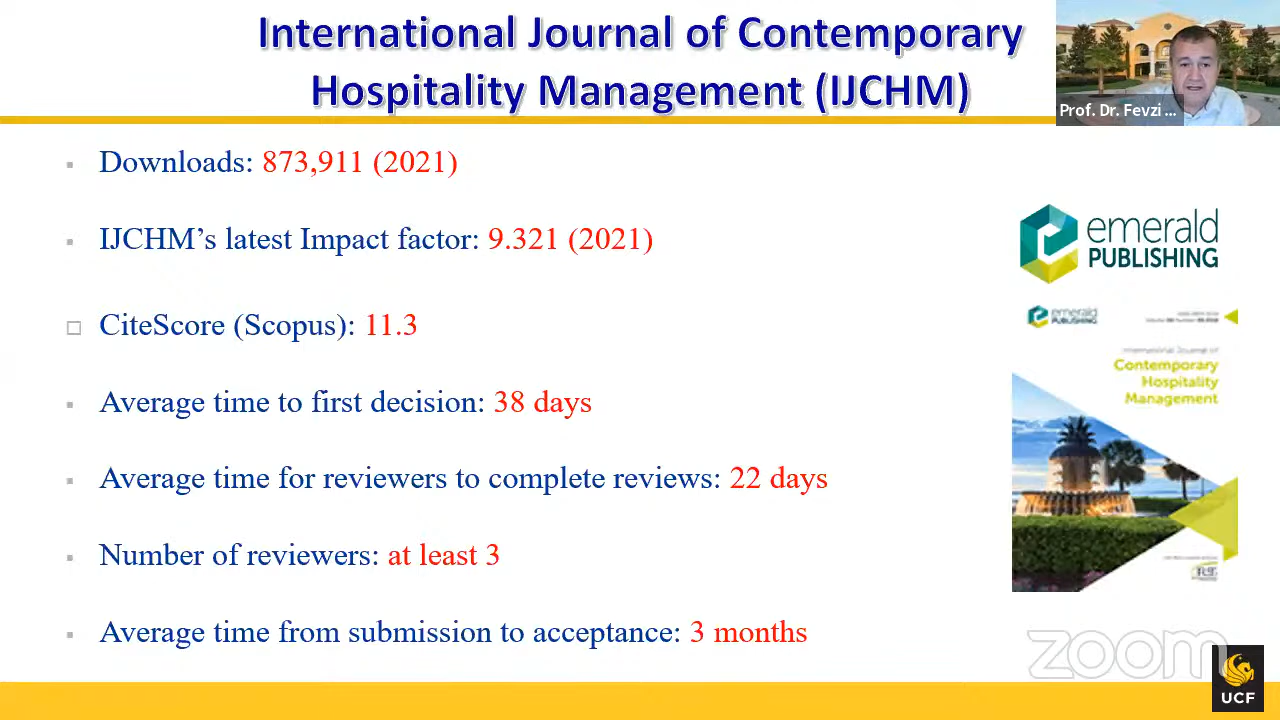 International Journal of Contemporary
Hospitality Management (IJCHM)
Prof. Dr. Fevzi ...
Downloads: 873,911 (2021)
IJCHM’s latest Impact factor: 9.321 (2021)
CiteScore (Scopus): 11.3
Average time to first decision: 38 days
Average time for reviewers to complete reviews: 22 days
Number of reviewers: at least 3
Average time from submission to acceptance: 3 months
emerald
PUBLISHING
emerald
PUBLISHING
International Journal of
Contemporary
Hospitality
Management
zoom
UCF